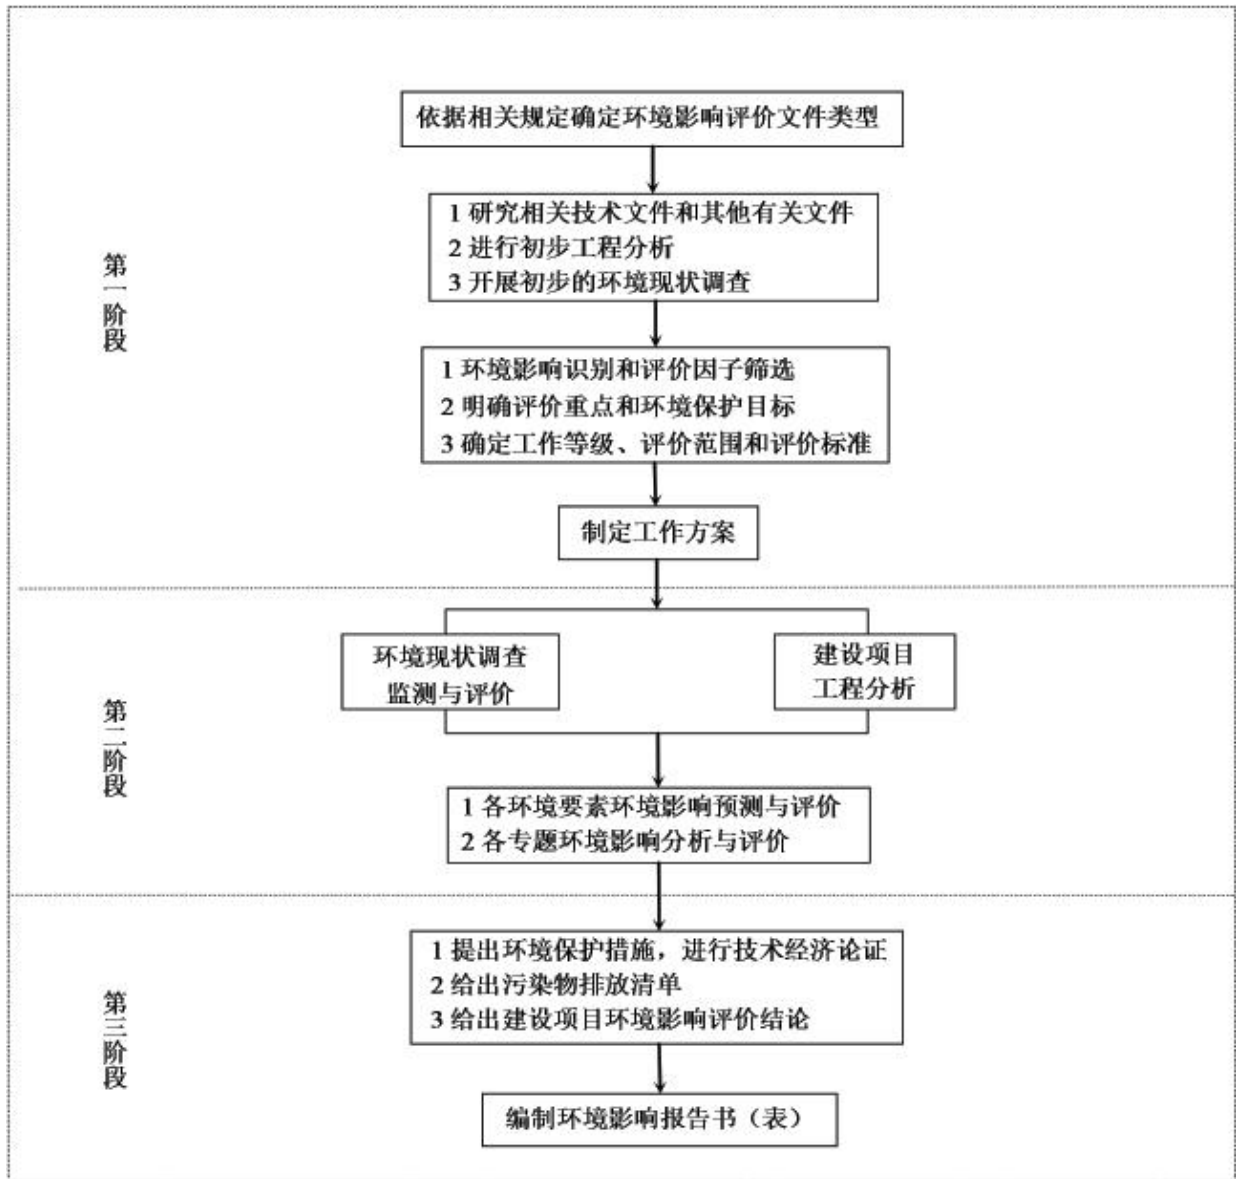 依据相关规定确定环境影响评价文件类型
1 研究相关技术文件和其他有关文件
2 进行初步工程分析
3 开展初步的环境现状调查
第一阶段
1 环境影响识别和评价因子筛选
2 明确评价重点和环境保护目标
3 确定工作等级、评价范围和评价标准
制定工作方案
环境现状调查
监测与评价
建设项目
工程分析
第二阶段
1 各环境要素环境影响预测与评价
2 各专题环境影响分析与评价
1 提出环境保护措施，进行技术经济论证
2 给出污染物排放清单
3 给出建设项目环境影响评价结论
第三阶段
编制环境影响报告书（表）